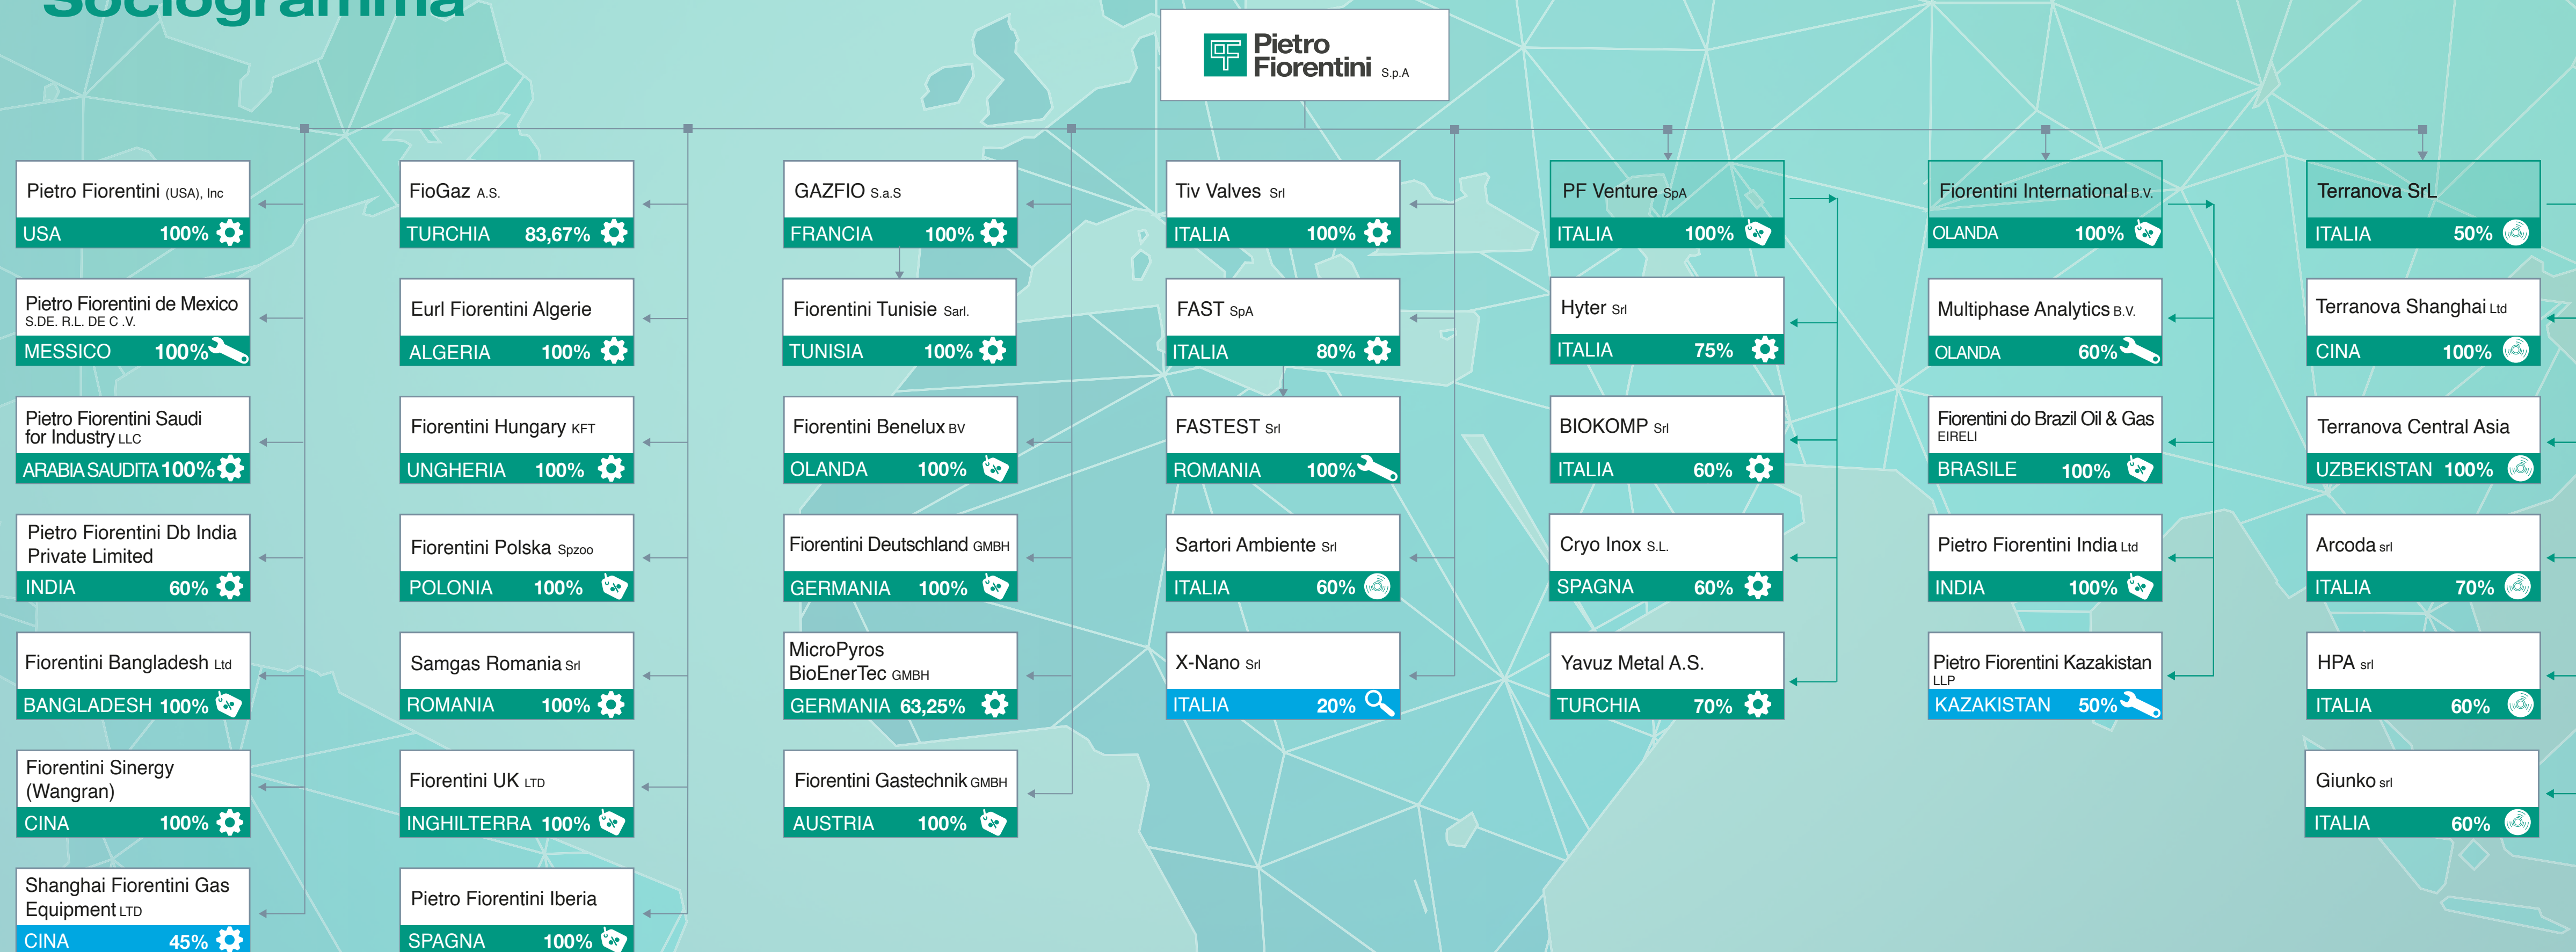 Sociogramma
Pietro
Fiorentini S.p.A
Pietro Fiorentini (USA), Inc
USA 100%
Pietro Fiorentini de Mexico
S.DE. R.L. DE C .V.
MESSICO 100%
Pietro Fiorentini Saudi
for Industry LLC
ARABIA SAUDITA 100%
Pietro Fiorentini Db India
Private Limited
INDIA 60%
Fiorentini Bangladesh Ltd
BANGLADESH 100%
Fiorentini Sinergy
(Wangran)
CINA 100%
Shanghai Fiorentini Gas
Equipment LTD
CINA 45%
FioGaz A.S.
TURCHIA 83,67%
Eurl Fiorentini Algerie
ALGERIA 100%
Fiorentini Hungary KFT
UNGHERIA 100%
Fiorentini Polska Spzoo
POLONIA 100%
Samgas Romania Srl
ROMANIA 100%
Fiorentini UK LTD
INGHILTERRA 100%
Pietro Fiorentini Iberia
SPAGNA 100%
GAZFIO S.a.S
FRANCIA 100%
Fiorentini Tunisie Sarl.
TUNISIA 100%
Fiorentini Benelux BV
OLANDA 100%
Fiorentini Deutschland GMBH
GERMANIA 100%
MicroPyros
BioEnerTec GMBH
GERMANIA 63,25%
Fiorentini Gastechnik GMBH
AUSTRIA 100%
Tiv Valves Srl
ITALIA 100%
FAST SpA
ITALIA 80%
FASTEST Srl
ROMANIA 100%
Sartori Ambiente Srl
ITALIA 60%
X-Nano Srl
ITALIA 20%
PF Venture SpA
ITALIA 100%
Hyter Srl
ITALIA 75%
BIOKOMP Srl
ITALIA 60%
Cryo Inox S.L.
SPAGNA 60%
Yavuz Metal A.S.
TURCHIA 70%
Fiorentini International B.V.
OLANDA 100%
Multiphase Analytics B.V.
OLANDA 60%
Fiorentini do Brazil Oil & Gas
EIRELI
BRASILE 100%
Pietro Fiorentini India Ltd
INDIA 100%
Pietro Fiorentini Kazakistan
LLP
KAZAKISTAN 50%
Terranova SrL
ITALIA 50%
Terranova Shanghai Ltd
CINA 100%
Terranova Central Asia
UZBEKISTAN 100%
Arcoda srl
ITALIA 70%
HPA srl
ITALIA 60%
Giunko srl
ITALIA 60%